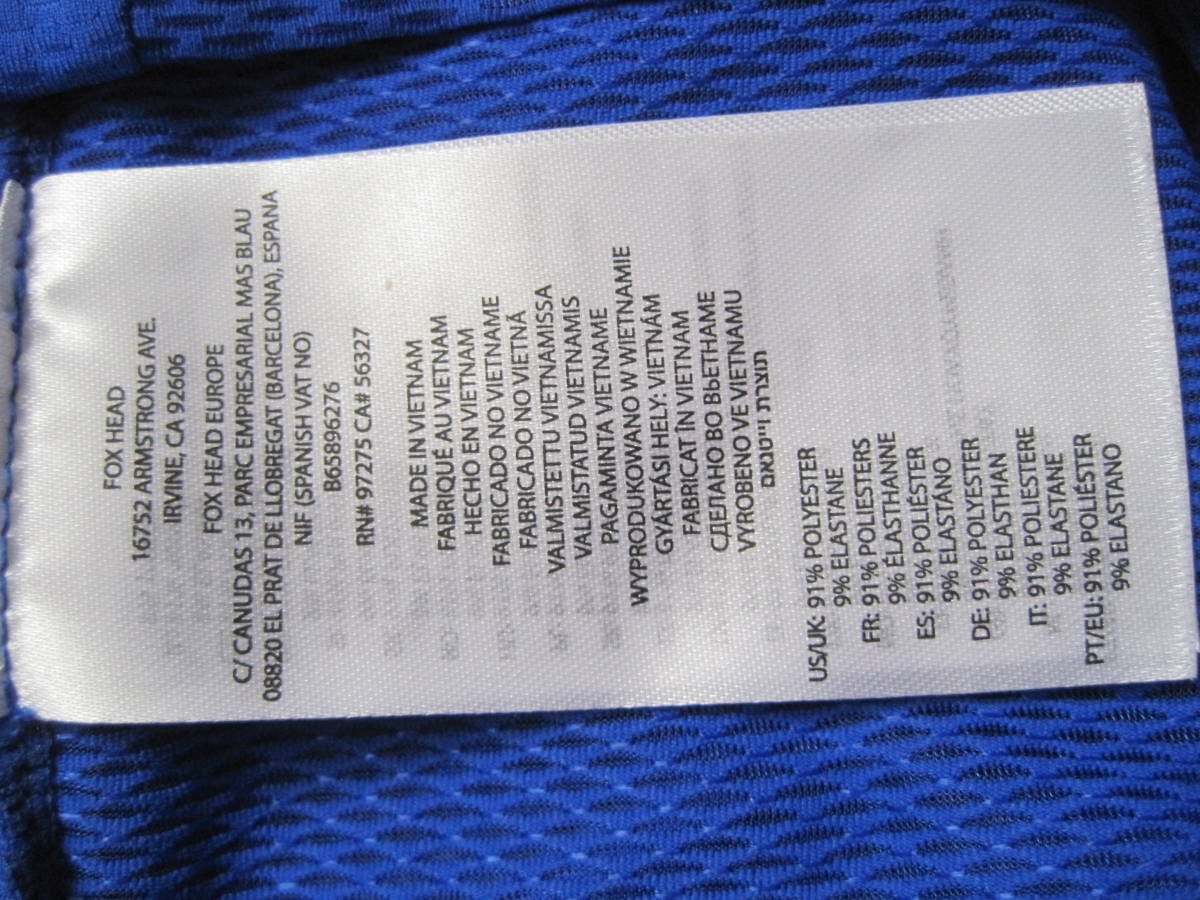 FOX HEAD
16752 ARMSTRONG AVE.
IRVINE, CA 92606
FOX HEAD EUROPE
C/ CANUDAS 13, PARC EMPRESARIAL MAS BLAU
08820 EL PRAT DE LLOBREGAT (BARCELONA), ESPANA
NIF (SPANISH VAT NO)
B65896276
RN# 97275 CA# 56327
MADE IN VIETNAM
FABRIQUÉ AU VIETNAM
HECHO EN VIETNAM
FABRICADO NO VIETNAME
FABRICADO NO VIETNÁ
VALMISTETTU VIETNAMISSA
VALMISTATUD VIETNAMIS
PAGAMINTA VIETNAME
WYPRODUKOWANO W WIETNAMIE
GYÁRTÁSI HELY: VIETNÁM
FABRICAT ÎN VIETNAM
СДЕЛАНО ВО ВЬЕТНАМЕ
VYROBENO VE VIETNAMU
תוצרת וייטנאם
US/UK: 91% POLYESTER
9% ELASTANE
FR: 91% POLIESTERS
9% ÉLASTHANNE
ES: 91% POLIÉSTER
9% ELASTÁNO
DE: 91% POLYESTER
9% ELASTHAN
IT: 91% POLIESTERE
9% ELASTANE
PT/EU: 91% POLIÉSTER
9% ELASTANO